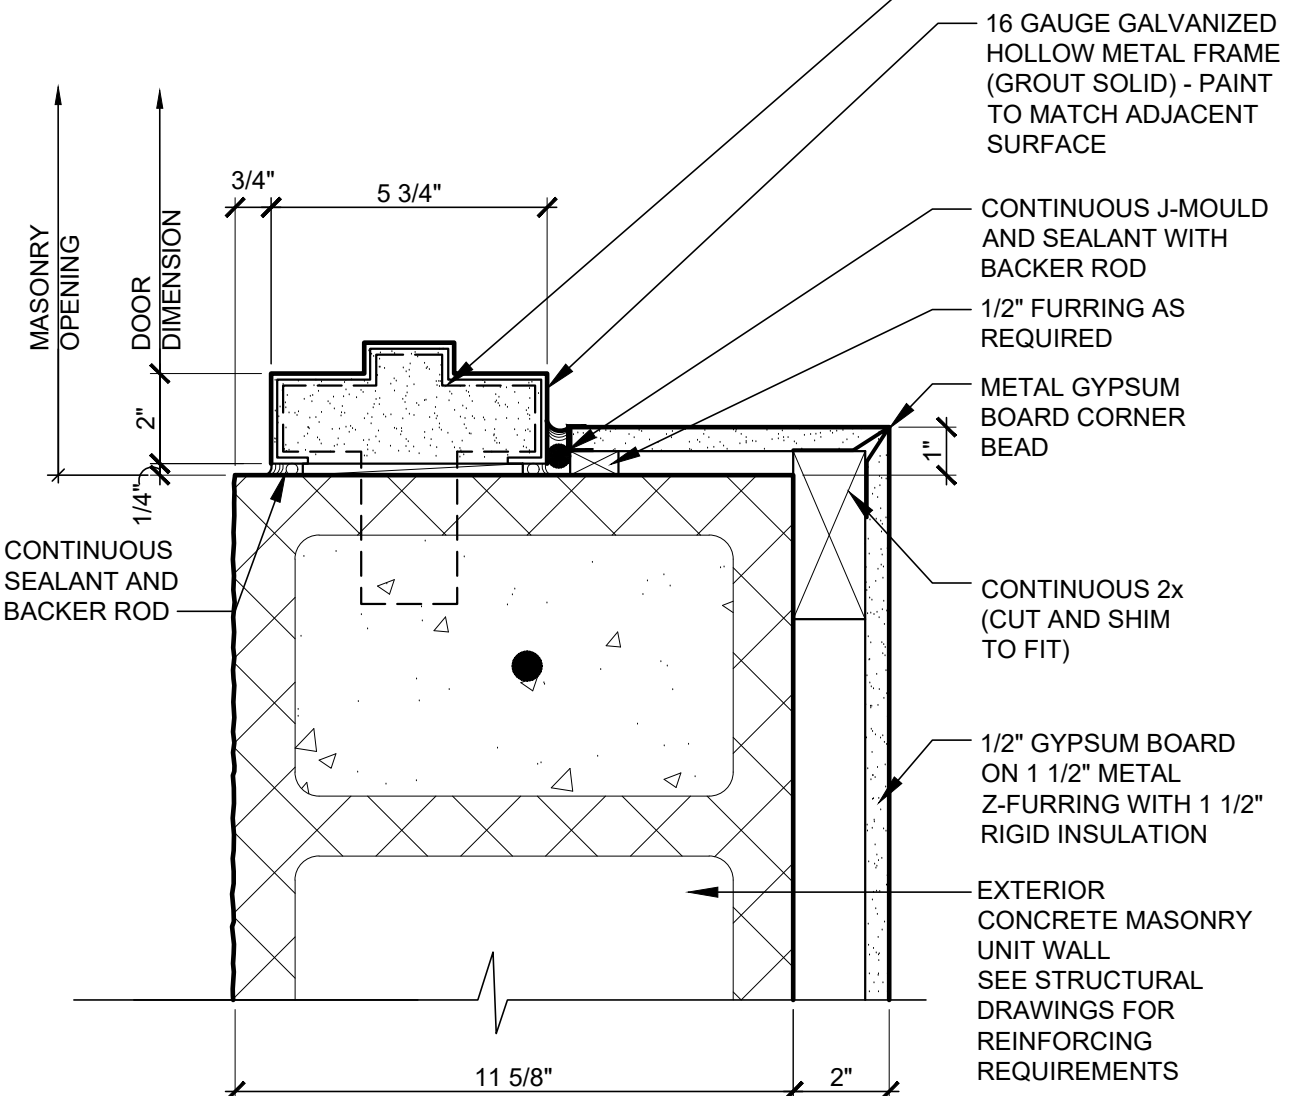 16 GAUGE GALVANIZED
HOLLOW METAL FRAME
(GROUT SOLID) - PAINT
TO MATCH ADJACENT
SURFACE
3/4"
5 3/4"
CONTINUOUS J-MOULD
AND SEALANT WITH
BACKER ROD
MASONRY
OPENING
DOOR
DIMENSION
1/2" FURRING AS
REQUIRED
METAL GYPSUM
BOARD CORNER
BEAD
2"
1"
1/4"
CONTINUOUS
SEALANT AND
BACKER ROD
CONTINUOUS 2x
(CUT AND SHIM
TO FIT)
1/2" GYPSUM BOARD
ON 1 1/2" METAL
Z-FURRING WITH 1 1/2"
RIGID INSULATION
EXTERIOR
CONCRETE MASONRY
UNIT WALL
SEE STRUCTURAL
DRAWINGS FOR
REINFORCING
REQUIREMENTS
11 5/8"
2"